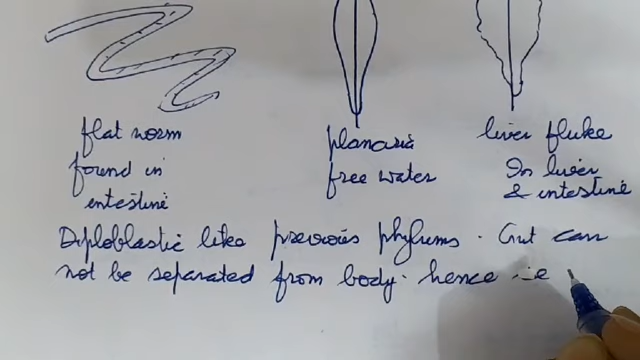 flat worm
found in
intestine
planaria
free water
liver fluke
In liver
& intestine
Diploblastic like previous phylums. Gut can
not be separated from body. hence